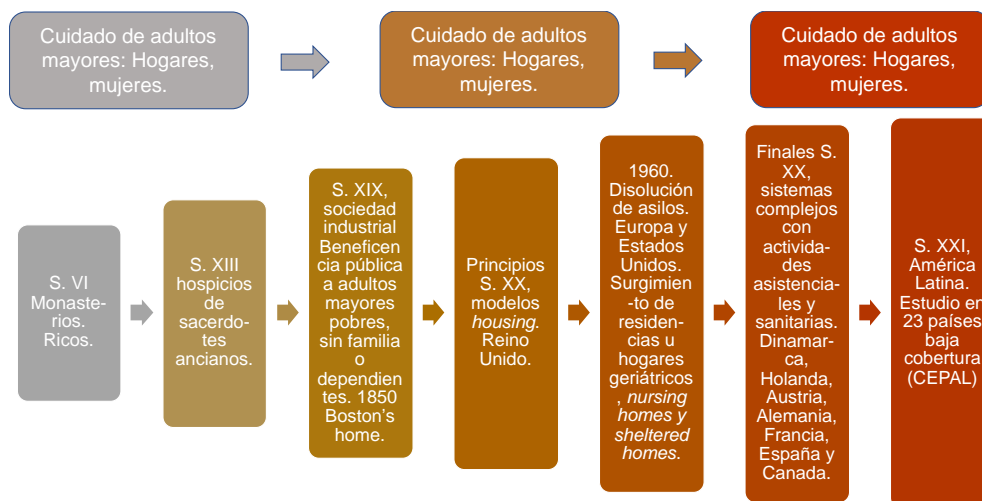 Cuidado de adultos
mayores: Hogares,
mujeres.
Cuidado de adultos
mayores: Hogares,
mujeres.
Cuidado de adultos
mayores: Hogares,
mujeres.
S. VI
Monaste-
rios.
Ricos.
S. XIII
hospicios
de
sacerdo-
tes
ancianos.
S. XIX,
sociedad
industrial
Beneficen
cia pública
a adultos
mayores
pobres,
sin familia
o
dependien
tes. 1850
Boston's
home.
Principios
S. XX,
modelos
housing.
Reino
Unido.
1960.
Disolución
de asilos.
Europa y
Estados
Unidos.
Surgimien
-to de
residen-
cias u
hogares
geriátricos
, nursing
homes y
sheltered
homes.
Finales S.
XX,
sistemas
complejos
con
activida-
des
asistencia-
les y
sanitarias.
Dinamar-
ca,
Holanda,
Austria,
Alemania,
Francia,
España y
Canada.
S. XXI,
América
Latina.
Estudio en
23 países,
baja
cobertura
(CEPAL)